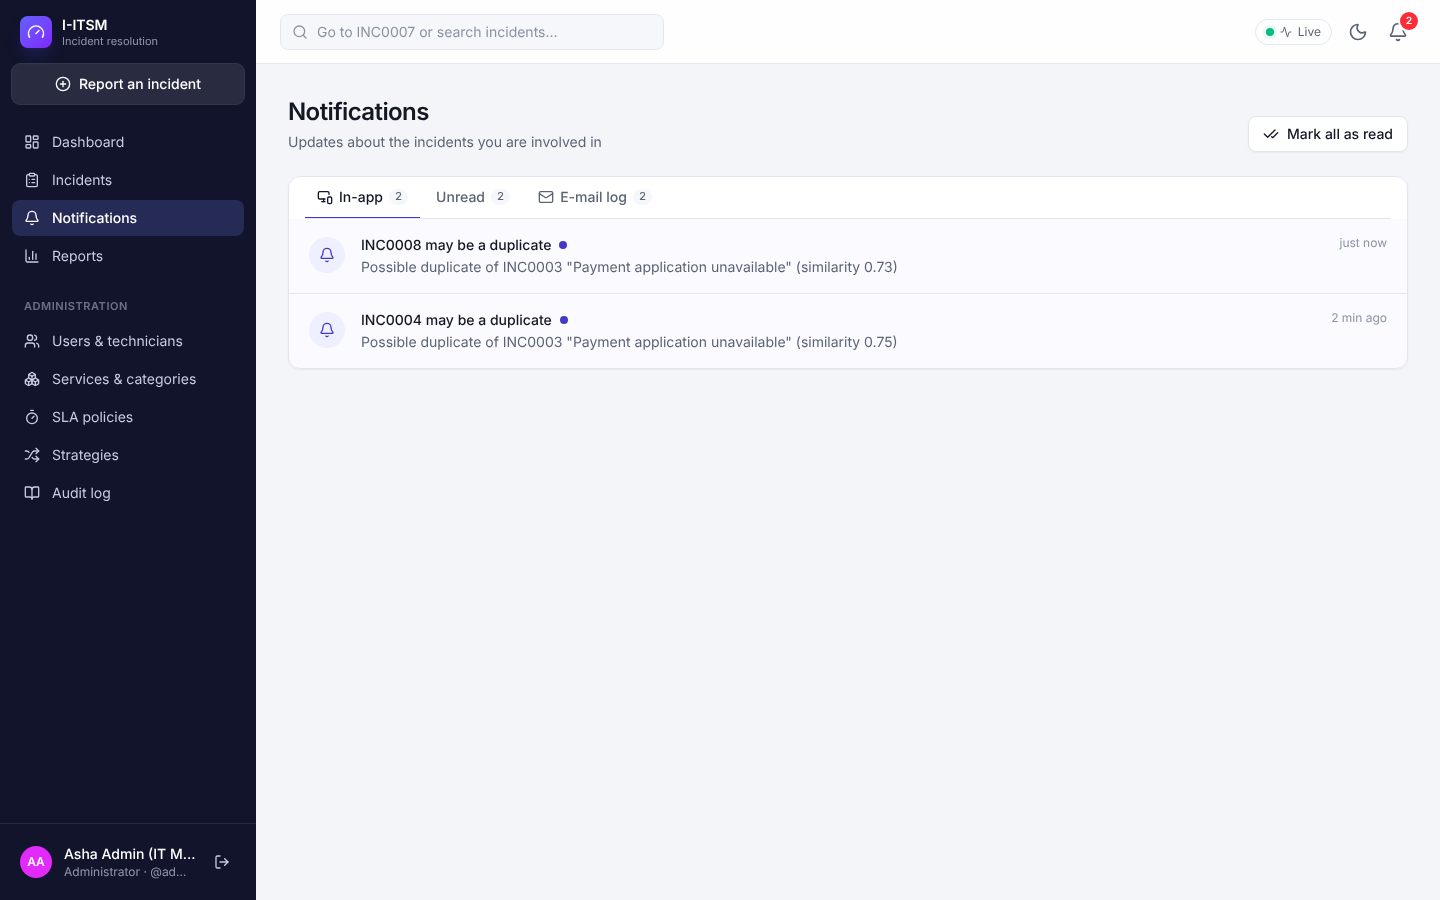 I-ITSM
Incident resolution
Report an incident
Dashboard
Incidents
Notifications
Reports
ADMINISTRATION
Users & technicians
Services & categories
SLA policies
Strategies
Audit log
AA
Asha Admin (IT M...
Administrator · @ad...
Go to INC0007 or search incidents...
Live
2
Notifications
Updates about the incidents you are involved in
Mark all as read
In-app 2 Unread 2 E-mail log 2
INC0008 may be a duplicate just now
Possible duplicate of INC0003 "Payment application unavailable" (similarity 0.73)
INC0004 may be a duplicate 2 min ago
Possible duplicate of INC0003 "Payment application unavailable" (similarity 0.75)